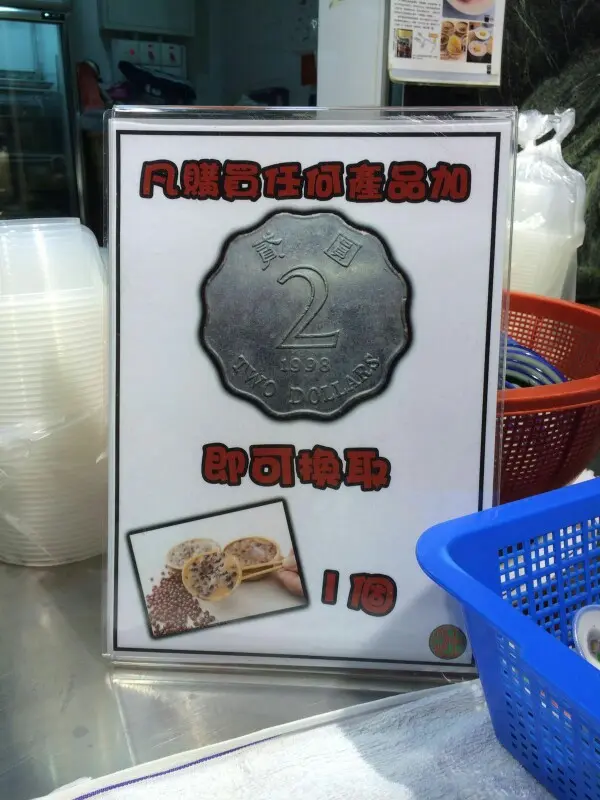 凡購買任何產品加
貳 圓
2
1998
TWO DOLLARS
即可換取
1個